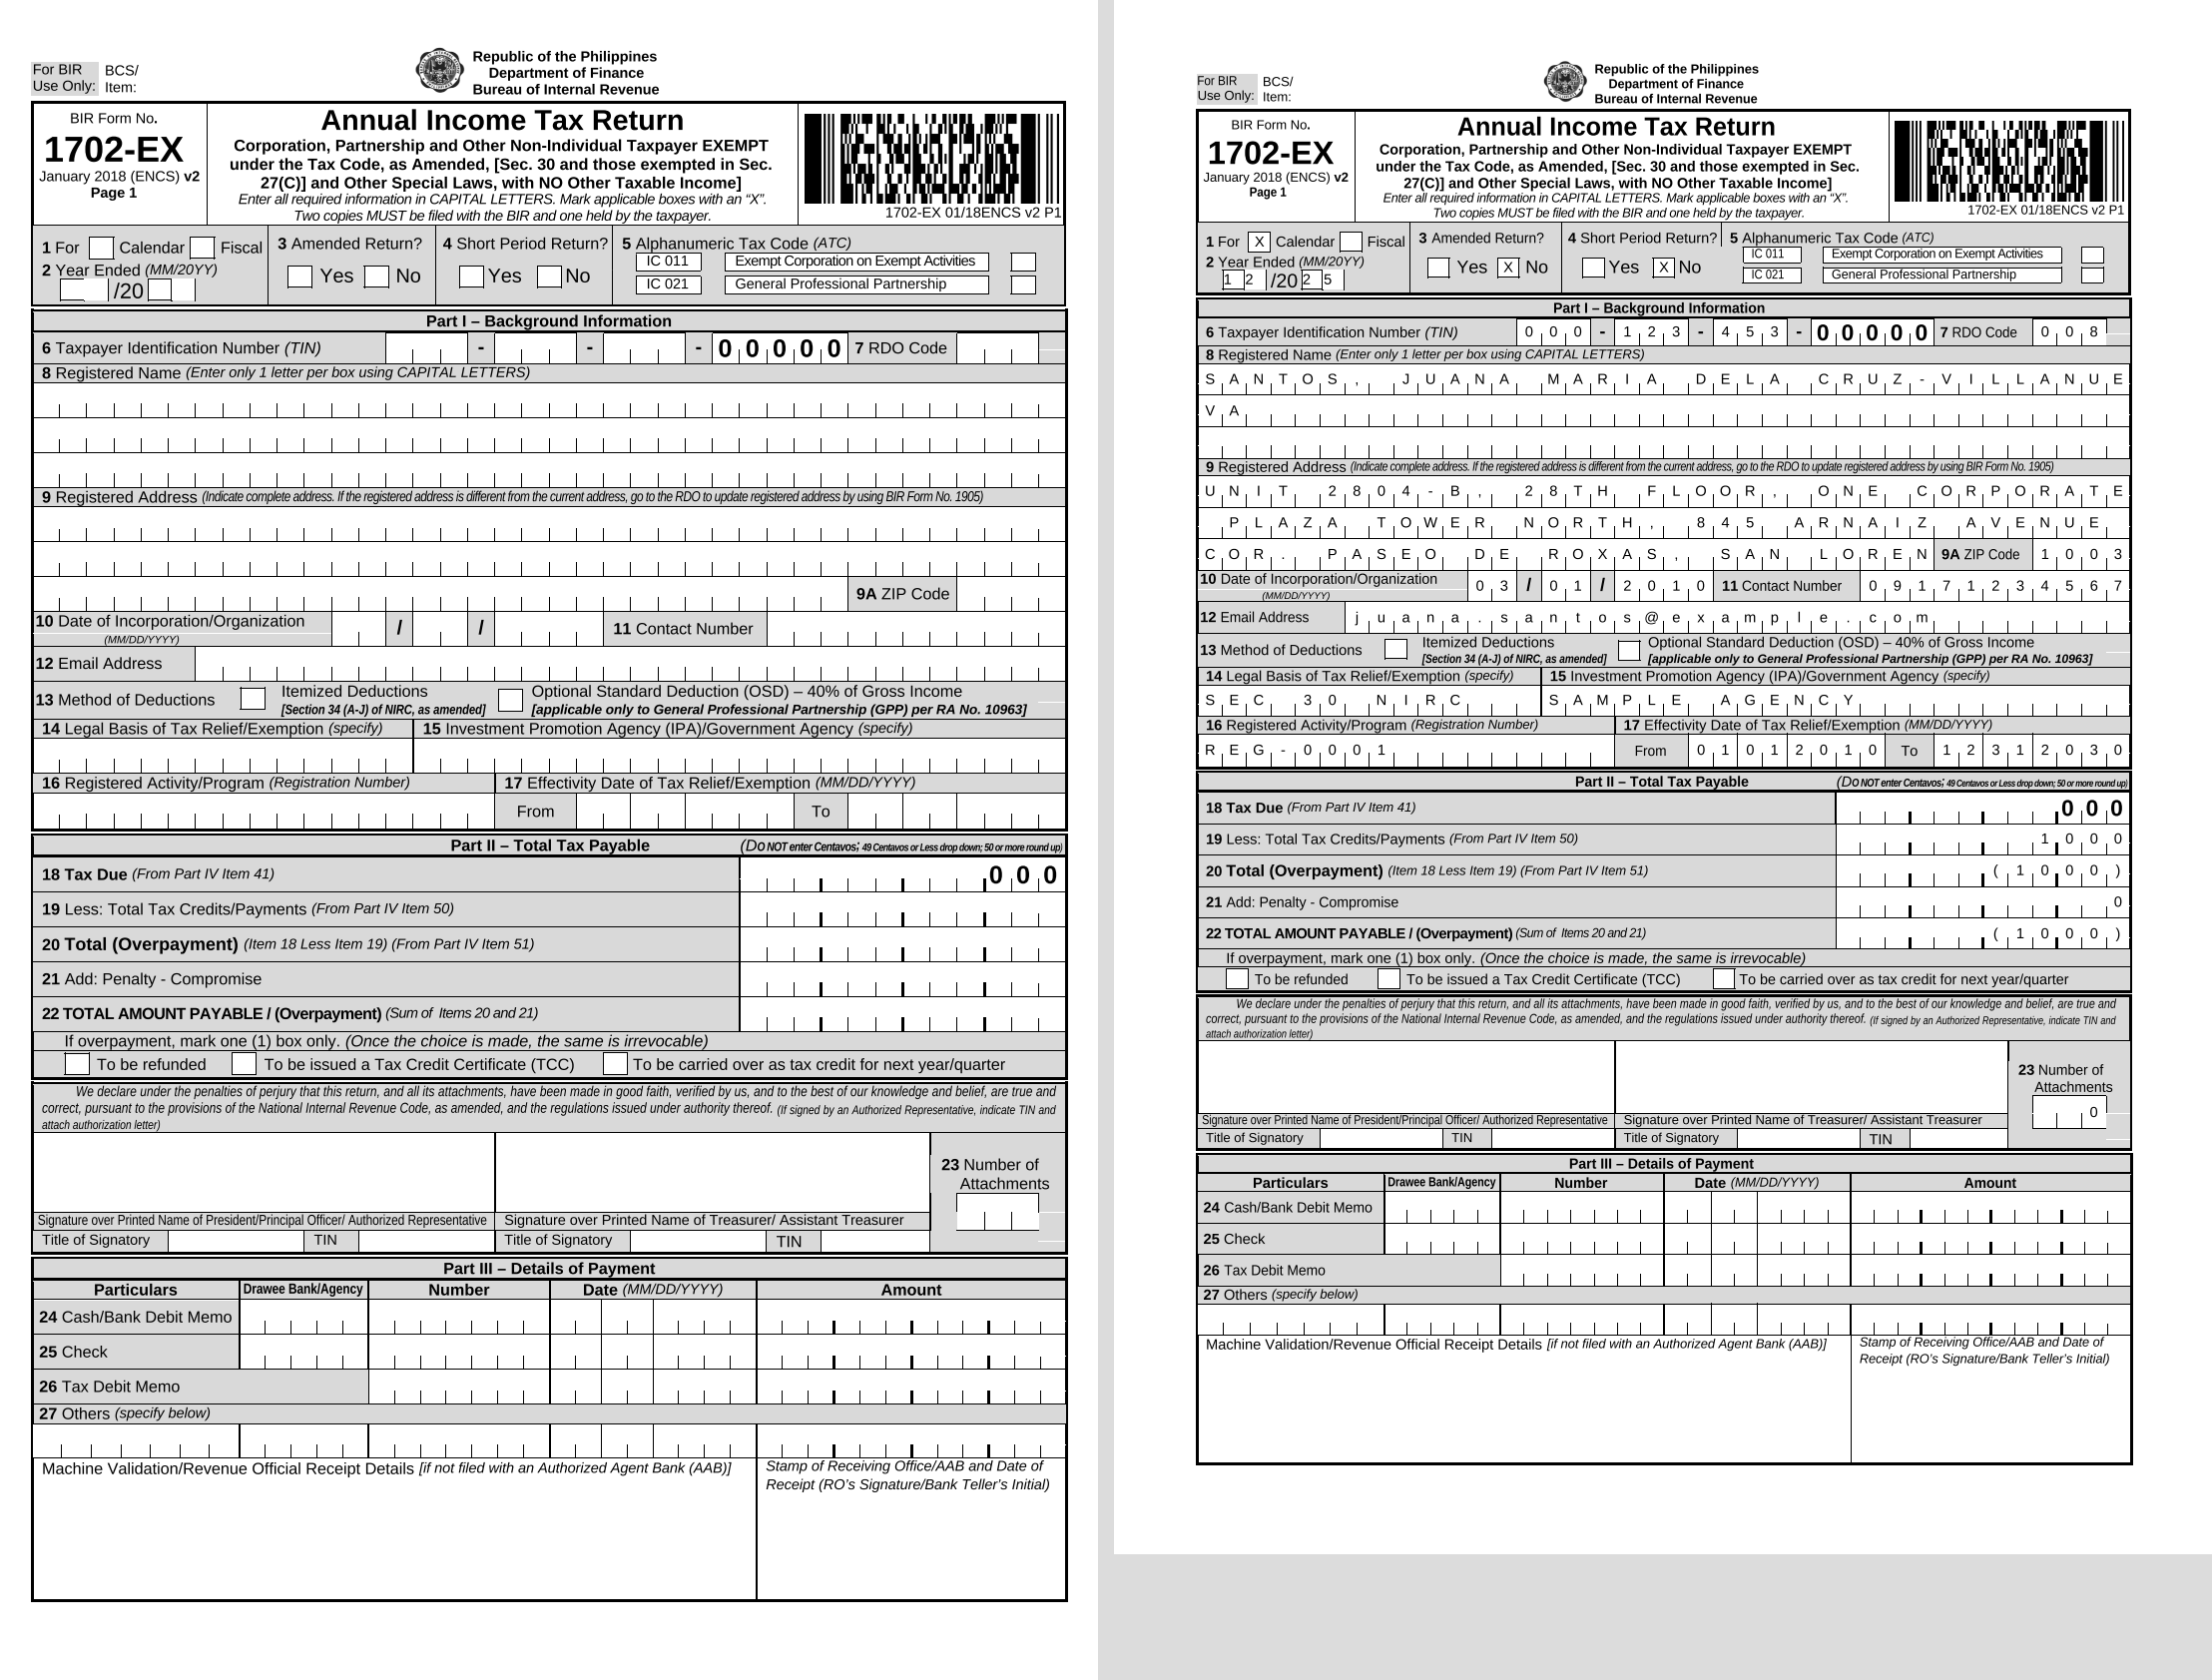 For BIR
Use Only:
BCS/
Item:
Republic of the Philippines
Department of Finance
Bureau of Internal Revenue
BIR Form No.
1702-EX
January 2018 (ENCS) v2
Page 1
Annual Income Tax Return
Corporation, Partnership and Other Non-Individual Taxpayer EXEMPT
under the Tax Code, as Amended, [Sec. 30 and those exempted in Sec.
27(C)] and Other Special Laws, with NO Other Taxable Income]
Enter all required information in CAPITAL LETTERS. Mark applicable boxes with an “X”.
Two copies MUST be filed with the BIR and one held by the taxpayer.
1702-EX 01/18ENCS v2 P1
1 For Calendar Fiscal
2 Year Ended (MM/20YY)
/20
3 Amended Return?
Yes No
4 Short Period Return?
Yes No
5 Alphanumeric Tax Code (ATC)
IC 011 Exempt Corporation on Exempt Activities
IC 021 General Professional Partnership
Part I – Background Information
6 Taxpayer Identification Number (TIN) - - - 0 0 0 0 0 7 RDO Code
8 Registered Name (Enter only 1 letter per box using CAPITAL LETTERS)
9 Registered Address (Indicate complete address. If the registered address is different from the current address, go to the RDO to update registered address by using BIR Form No. 1905)
9A ZIP Code
10 Date of Incorporation/Organization
(MM/DD/YYYY)
/ / 11 Contact Number
12 Email Address
13 Method of Deductions
Itemized Deductions
[Section 34 (A-J) of NIRC, as amended]
Optional Standard Deduction (OSD) – 40% of Gross Income
[applicable only to General Professional Partnership (GPP) per RA No. 10963]
14 Legal Basis of Tax Relief/Exemption (specify) 15 Investment Promotion Agency (IPA)/Government Agency (specify)
16 Registered Activity/Program (Registration Number) 17 Effectivity Date of Tax Relief/Exemption (MM/DD/YYYY)
From To
Part II – Total Tax Payable (Do NOT enter Centavos; 49 Centavos or Less drop down; 50 or more round up)
18 Tax Due (From Part IV Item 41) 0 0 0
19 Less: Total Tax Credits/Payments (From Part IV Item 50)
20 Total (Overpayment) (Item 18 Less Item 19) (From Part IV Item 51)
21 Add: Penalty - Compromise
22 TOTAL AMOUNT PAYABLE / (Overpayment) (Sum of Items 20 and 21)
If overpayment, mark one (1) box only. (Once the choice is made, the same is irrevocable)
To be refunded To be issued a Tax Credit Certificate (TCC) To be carried over as tax credit for next year/quarter
We declare under the penalties of perjury that this return, and all its attachments, have been made in good faith, verified by us, and to the best of our knowledge and belief, are true and
correct, pursuant to the provisions of the National Internal Revenue Code, as amended, and the regulations issued under authority thereof. (If signed by an Authorized Representative, indicate TIN and
attach authorization letter)
23 Number of
Attachments
Signature over Printed Name of President/Principal Officer/ Authorized Representative Signature over Printed Name of Treasurer/ Assistant Treasurer
Title of Signatory TIN Title of Signatory TIN
Part III – Details of Payment
Particulars Drawee Bank/Agency Number Date (MM/DD/YYYY) Amount
24 Cash/Bank Debit Memo
25 Check
26 Tax Debit Memo
27 Others (specify below)
Machine Validation/Revenue Official Receipt Details [if not filed with an Authorized Agent Bank (AAB)]
Stamp of Receiving Office/AAB and Date of
Receipt (RO’s Signature/Bank Teller’s Initial)
For BIR
Use Only:
BCS/
Item:
Republic of the Philippines
Department of Finance
Bureau of Internal Revenue
BIR Form No.
1702-EX
January 2018 (ENCS) v2
Page 1
Annual Income Tax Return
Corporation, Partnership and Other Non-Individual Taxpayer EXEMPT
under the Tax Code, as Amended, [Sec. 30 and those exempted in Sec.
27(C)] and Other Special Laws, with NO Other Taxable Income]
Enter all required information in CAPITAL LETTERS. Mark applicable boxes with an “X”.
Two copies MUST be filed with the BIR and one held by the taxpayer.
1702-EX 01/18ENCS v2 P1
1 For X Calendar Fiscal
2 Year Ended (MM/20YY)
1 2 /20 2 5
3 Amended Return?
Yes X No
4 Short Period Return?
Yes X No
5 Alphanumeric Tax Code (ATC)
IC 011 Exempt Corporation on Exempt Activities
IC 021 General Professional Partnership
Part I – Background Information
6 Taxpayer Identification Number (TIN) 0 0 0 - 1 2 3 - 4 5 3 - 0 0 0 0 0 7 RDO Code 0 0 8
8 Registered Name (Enter only 1 letter per box using CAPITAL LETTERS)
SANTOS, JUANA MARIA DELA CRUZ-VILLANUE
VA
9 Registered Address (Indicate complete address. If the registered address is different from the current address, go to the RDO to update registered address by using BIR Form No. 1905)
UNIT 2804-B, 28TH FLOOR, ONE CORPORATE
PLAZA TOWER NORTH, 845 ARNAIZ AVENUE
COR. PASEO DE ROXAS, SAN LOREN 9A ZIP Code 1 0 0 3
10 Date of Incorporation/Organization
(MM/DD/YYYY)
0 3 / 0 1 / 2 0 1 0 11 Contact Number 0 9 1 7 1 2 3 4 5 6 7
12 Email Address juana.santos@example.com
13 Method of Deductions
Itemized Deductions
[Section 34 (A-J) of NIRC, as amended]
Optional Standard Deduction (OSD) – 40% of Gross Income
[applicable only to General Professional Partnership (GPP) per RA No. 10963]
14 Legal Basis of Tax Relief/Exemption (specify) 15 Investment Promotion Agency (IPA)/Government Agency (specify)
SEC 30 NIRC SAMPLE AGENCY
16 Registered Activity/Program (Registration Number) 17 Effectivity Date of Tax Relief/Exemption (MM/DD/YYYY)
REG-0001 From 0 1 0 1 2 0 1 0 To 1 2 3 1 2 0 3 0
Part II – Total Tax Payable (Do NOT enter Centavos; 49 Centavos or Less drop down; 50 or more round up)
18 Tax Due (From Part IV Item 41) 0 0 0
19 Less: Total Tax Credits/Payments (From Part IV Item 50) 1 0 0 0
20 Total (Overpayment) (Item 18 Less Item 19) (From Part IV Item 51) ( 1 0 0 0 )
21 Add: Penalty - Compromise 0
22 TOTAL AMOUNT PAYABLE / (Overpayment) (Sum of Items 20 and 21) ( 1 0 0 0 )
If overpayment, mark one (1) box only. (Once the choice is made, the same is irrevocable)
To be refunded To be issued a Tax Credit Certificate (TCC) To be carried over as tax credit for next year/quarter
We declare under the penalties of perjury that this return, and all its attachments, have been made in good faith, verified by us, and to the best of our knowledge and belief, are true and
correct, pursuant to the provisions of the National Internal Revenue Code, as amended, and the regulations issued under authority thereof. (If signed by an Authorized Representative, indicate TIN and
attach authorization letter)
23 Number of
Attachments
0
Signature over Printed Name of President/Principal Officer/ Authorized Representative Signature over Printed Name of Treasurer/ Assistant Treasurer
Title of Signatory TIN Title of Signatory TIN
Part III – Details of Payment
Particulars Drawee Bank/Agency Number Date (MM/DD/YYYY) Amount
24 Cash/Bank Debit Memo
25 Check
26 Tax Debit Memo
27 Others (specify below)
Machine Validation/Revenue Official Receipt Details [if not filed with an Authorized Agent Bank (AAB)]
Stamp of Receiving Office/AAB and Date of
Receipt (RO’s Signature/Bank Teller’s Initial)